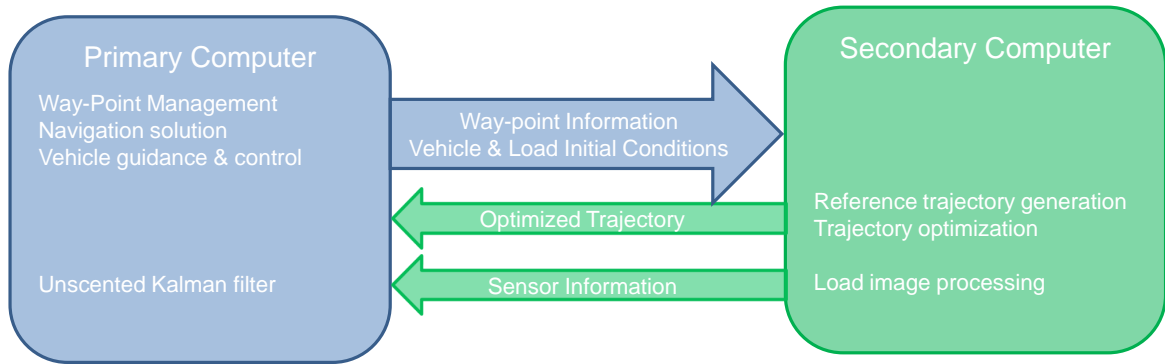 Primary Computer
Way-Point Management
Navigation solution
Vehicle guidance & control
Unscented Kalman filter
Way-point Information
Vehicle & Load Initial Conditions
Optimized Trajectory
Sensor Information
Secondary Computer
Reference trajectory generation
Trajectory optimization
Load image processing